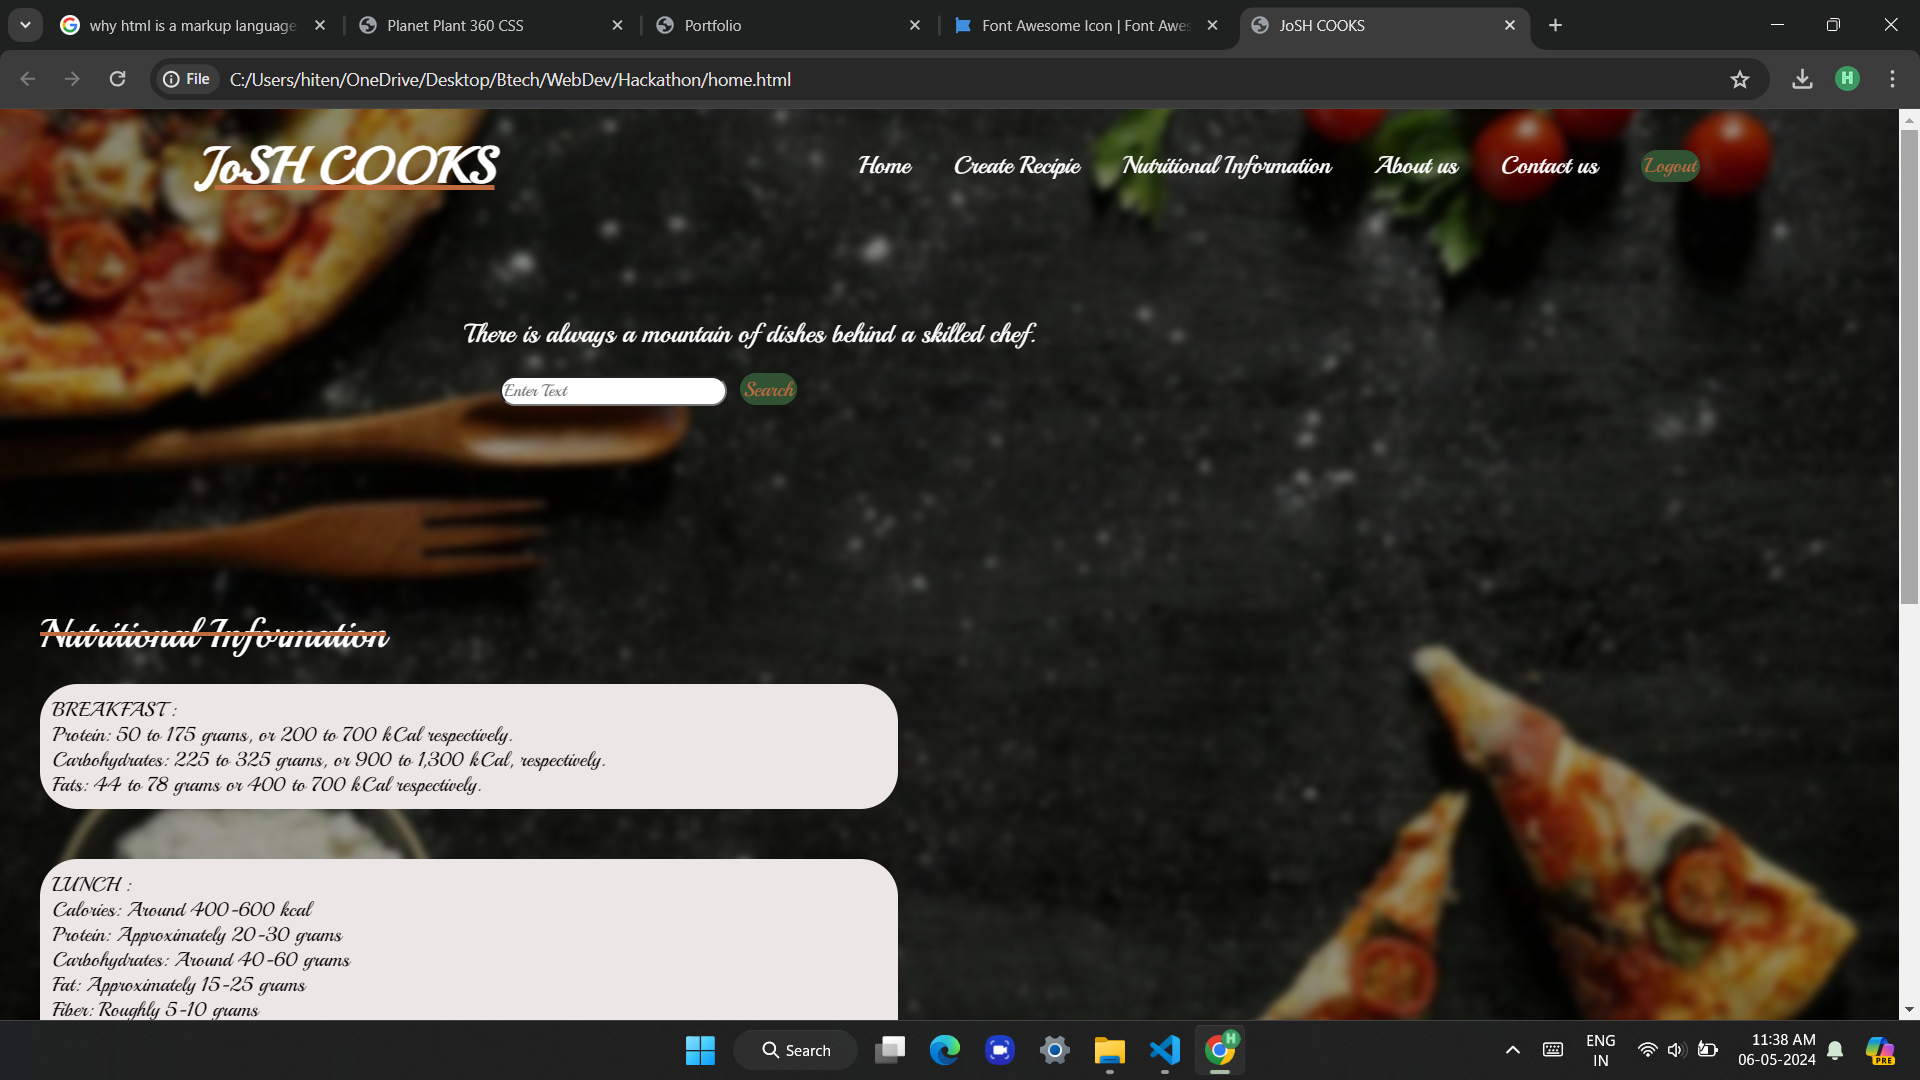 why html is a markup language
Planet Plant 360 CSS
Portfolio
Font Awesome Icon | Font Awes
JoSH COOKS
File
C:/Users/hiten/OneDrive/Desktop/Btech/WebDev/Hackathon/home.html
H
JoSH COOKS
Home
Create Recipie
Nutritional Information
About us
Contact us
Logout
There is always a mountain of dishes behind a skilled chef.
Enter Text
Search
Nutritional Information
BREAKFAST :
Protein: 50 to 175 grams, or 200 to 700 kCal respectively.
Carbohydrates: 225 to 325 grams, or 900 to 1,300 kCal, respectively.
Fats: 44 to 78 grams or 400 to 700 kCal respectively.
LUNCH :
Calories: Around 400-600 kcal
Protein: Approximately 20-30 grams
Carbohydrates: Around 40-60 grams
Fat: Approximately 15-25 grams
Fiber: Roughly 5-10 grams
Search
H
ENG
IN
11:38 AM
06-05-2024
PRE